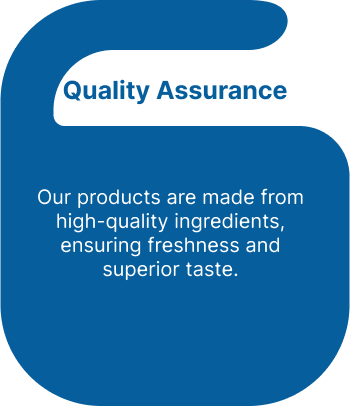 Quality Assurance
Our products are made from
high-quality ingredients,
ensuring freshness and
superior taste.